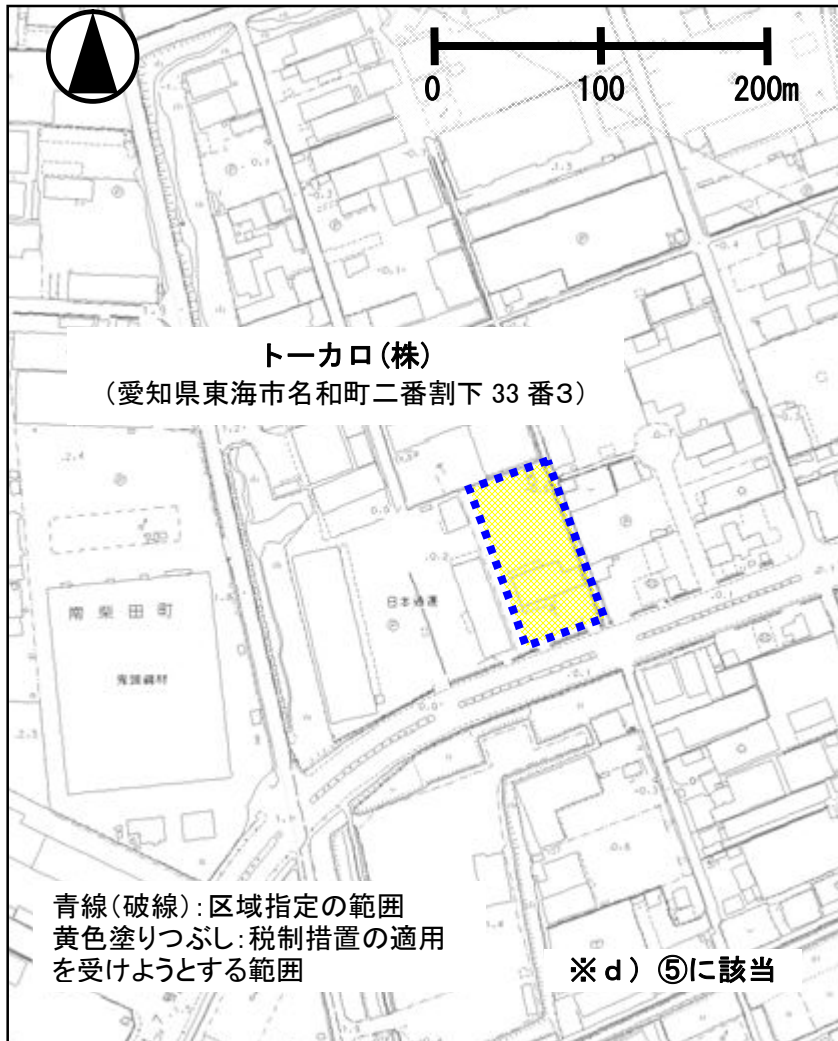 0 100 200m
トーカロ(株)
(愛知県東海市名和町二番割下 33 番3)
日本通運
南柴田町
青線(破線):区域指定の範囲
黄色塗りつぶし:税制措置の適用
を受けようとする範囲
※d) ⑤に該当